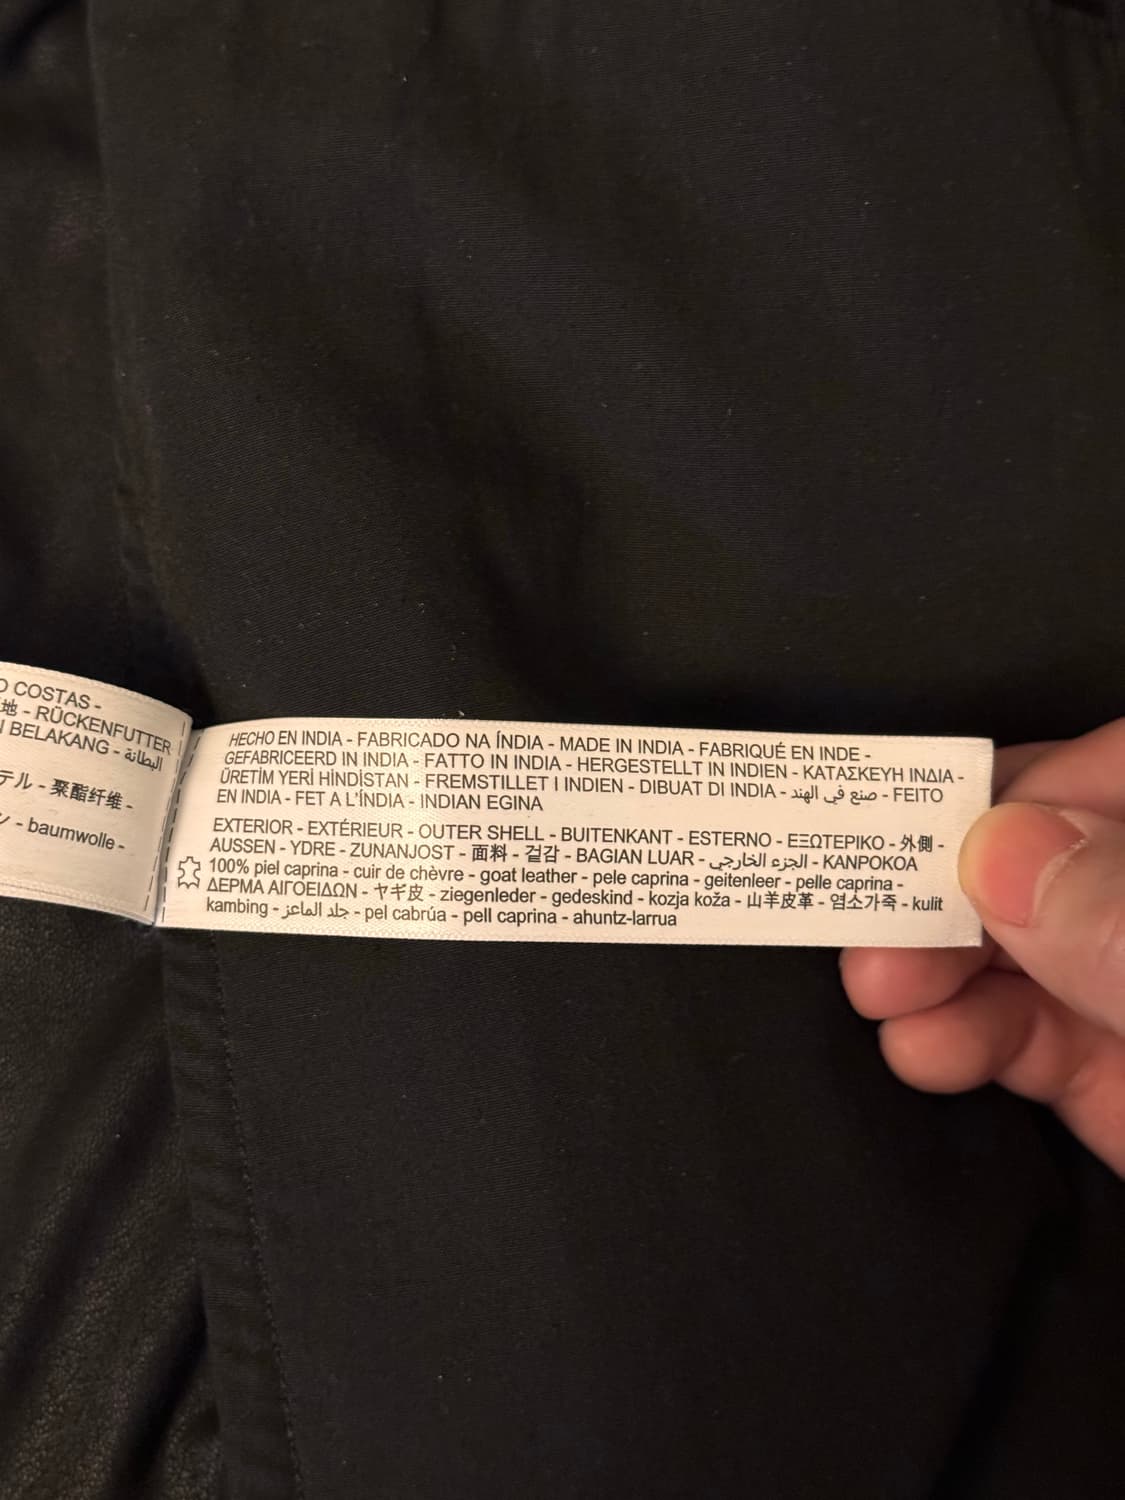 O COSTAS -
地 - RÜCKENFUTTER
BELAKANG - البطانة
テル - 聚酯纤维 -
ン - baumwolle -
HECHO EN INDIA - FABRICADO NA ÍNDIA - MADE IN INDIA - FABRIQUÉ EN INDE -
GEFABRICEERD IN INDIA - FATTO IN INDIA - HERGESTELLT IN INDIEN - ΚΑΤΑΣΚΕΥΗ ΙΝΔΙΑ -
ÜRETİM YERİ HİNDİSTAN - FREMSTILLET I INDIEN - DIBUAT DI INDIA - صنع في الهند - FEITO
EN INDIA - FET A L'ÍNDIA - INDIAN EGINA
EXTERIOR - EXTÉRIEUR - OUTER SHELL - BUITENKANT - ESTERNO - ΕΞΩΤΕΡΙΚΟ - 外側 -
AUSSEN - YDRE - ZUNANJOST - 面料 - 겉감 - BAGIAN LUAR - الجزء الخارجي - KANPOKOA
100% piel caprina - cuir de chèvre - goat leather - pele caprina - geitenleer - pelle caprina -
ΔΕΡΜΑ ΑΙΓΟΕΙΔΩΝ - ヤギ皮 - ziegenleder - gedeskind - kozja koža - 山羊皮革 - 염소가죽 - kulit
kambing - جلد الماعز - pel cabrúa - pell caprina - ahuntz-larrua